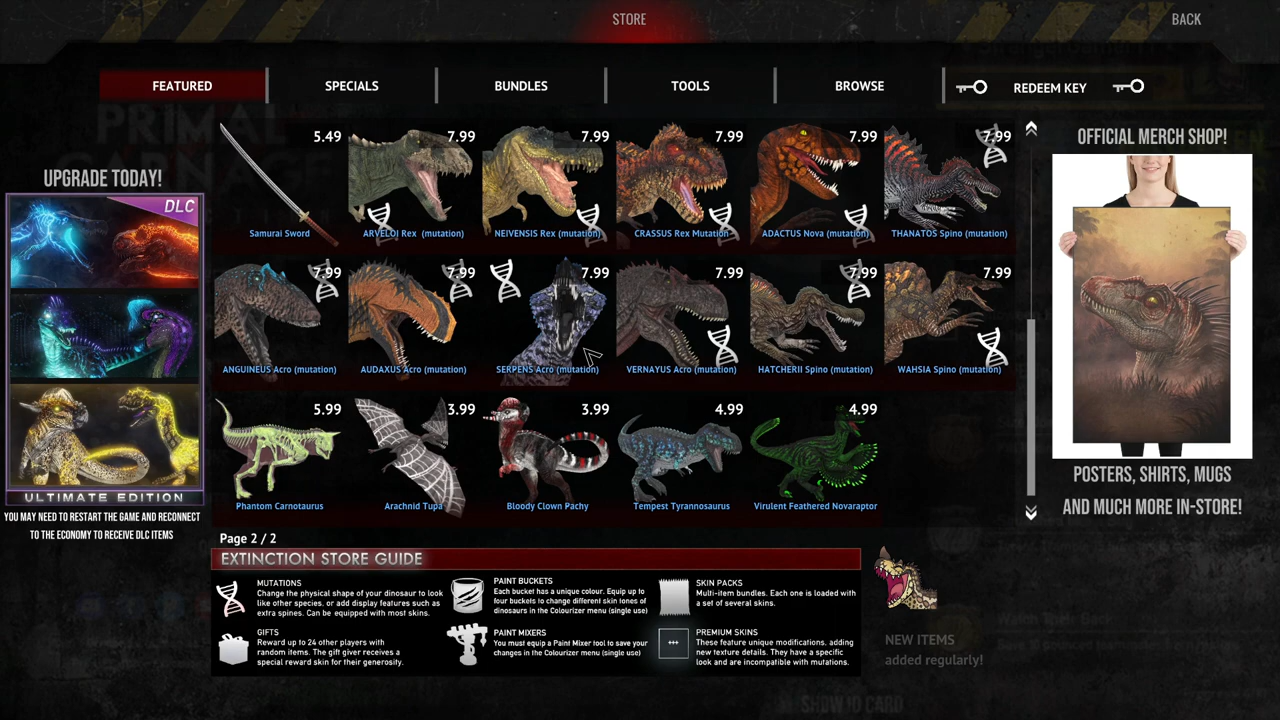 STORE
BACK
FEATURED
SPECIALS
BUNDLES
TOOLS
BROWSE
REDEEM KEY
PRIMAL
UPGRADE TODAY!
DLC
ULTIMATE EDITION
YOU MAY NEED TO RESTART THE GAME AND RECONNECT
TO THE ECONOMY TO RECEIVE DLC ITEMS
5.49
Samurai Sword
7.99
ARVELOI Rex (mutation)
7.99
NEIVENSIS Rex (mutation)
7.99
CRASSUS Rex Mutation
7.99
ADACTUS Nova (mutation)
7.99
THANATOS Spino (mutation)
7.99
ANGUINEUS Acro (mutation)
7.99
AUDAXUS Acro (mutation)
7.99
SERPENS Acro (mutation)
7.99
VERNAYUS Acro (mutation)
7.99
HATCHERII Spino (mutation)
7.99
WAHSIA Spino (mutation)
5.99
Phantom Carnotaurus
3.99
Arachnid Tupa
3.99
Bloody Clown Pachy
4.99
Tempest Tyrannosaurus
4.99
Virulent Feathered Novaraptor
Page 2 / 2
EXTINCTION STORE GUIDE
MUTATIONS
Change the physical shape of your dinosaur to look
like other species, or add display features such as
extra spines. Can be equipped with most skins.
GIFTS
Reward up to 24 other players with
random items. The gift giver receives a
special reward skin for their generosity.
PAINT BUCKETS
Each bucket has a unique colour. Equip up to
four buckets to change different skin tones of
dinosaurs in the Colourizer menu (single use)
PAINT MIXERS
You must equip a Paint Mixer tool to save your
changes in the Colourizer menu (single use)
SKIN PACKS
Multi-item bundles. Each one is loaded with
a set of several skins.
PREMIUM SKINS
These feature unique modifications, adding
new texture details. They have a specific
look and are incompatible with mutations.
NEW ITEMS
added regularly!
OFFICIAL MERCH SHOP!
POSTERS, SHIRTS, MUGS
AND MUCH MORE IN-STORE!
SHOW ID CARD